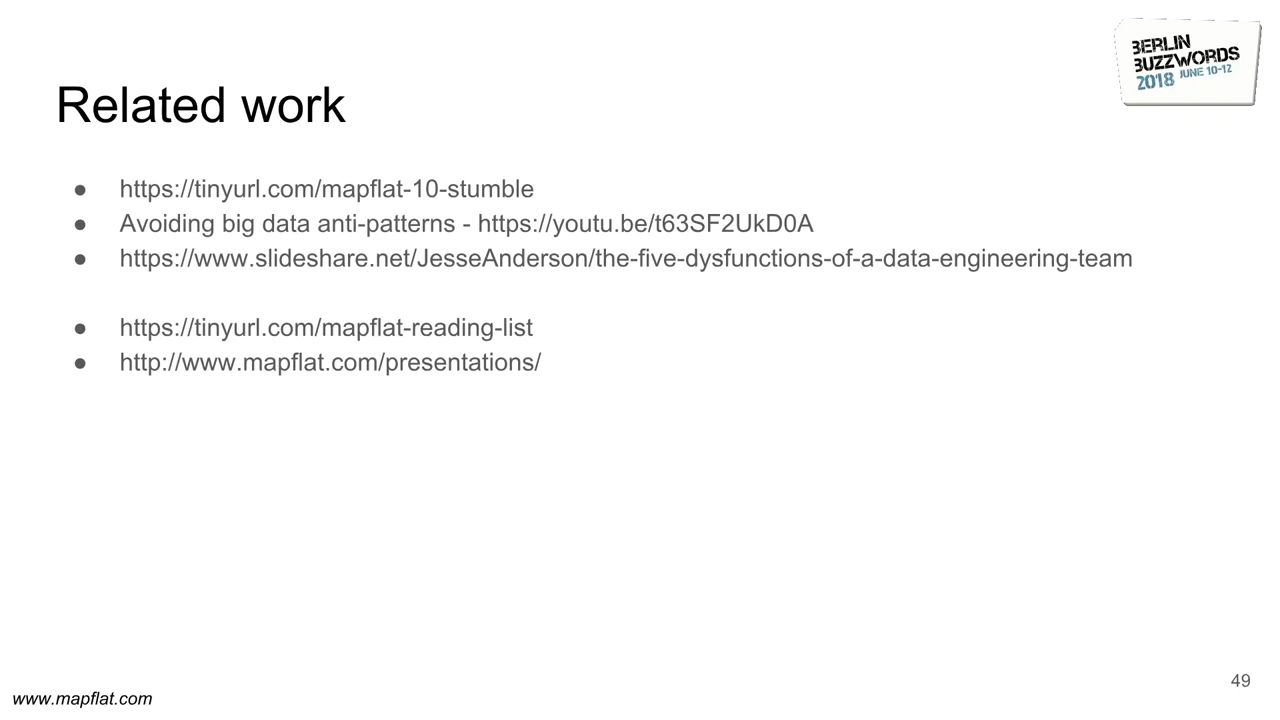 BERLIN
BUZZWORDS
2018 JUNE 10-12
Related work
● https://tinyurl.com/mapflat-10-stumble
● Avoiding big data anti-patterns - https://youtu.be/t63SF2UkD0A
● https://www.slideshare.net/JesseAnderson/the-five-dysfunctions-of-a-data-engineering-team
● https://tinyurl.com/mapflat-reading-list
● http://www.mapflat.com/presentations/
49
www.mapflat.com